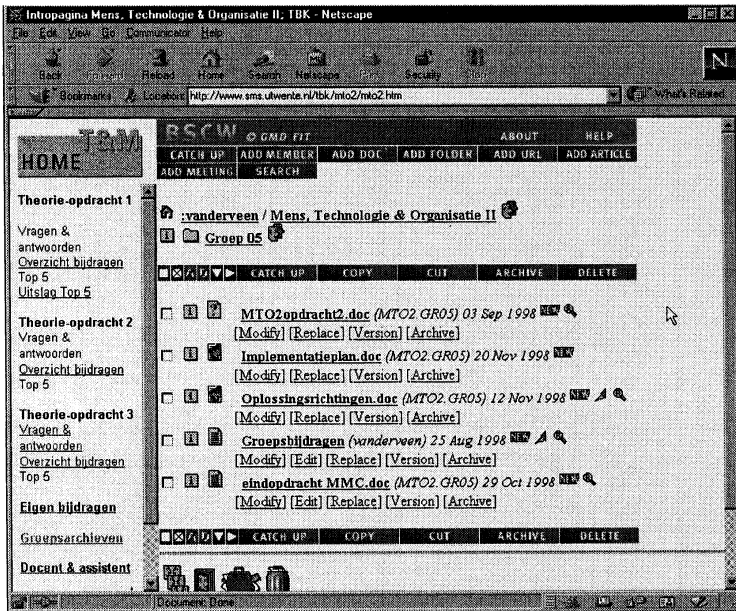 Intropagina Mens, Technologie & Organisatie II; TBK - Netscape
File Edit View Go Communicator Help
Back Forward Reload Home Search Netscape Print Security Stop
Bookmarks Location: http://www.sms.utwente.nl/tbk/mto2/mto2.htm What's Related
T&M
HOME
BSCW © GMD FIT ABOUT HELP
CATCH UP ADD MEMBER ADD DOC ADD FOLDER ADD URL ADD ARTICLE
ADD MEETING SEARCH
Theorie-opdracht 1
Vragen &
antwoorden
Overzicht bijdragen
Top 5
Uitslag Top 5
Theorie-opdracht 2
Vragen &
antwoorden
Overzicht bijdragen
Top 5
Theorie-opdracht 3
Vragen &
antwoorden
Overzicht bijdragen
Top 5
Eigen bijdragen
Groepsarchieven
Docent & assistent
:vanderveen / Mens, Technologie & Organisatie II
Groep 05
CATCH UP COPY CUT ARCHIVE DELETE
MTO2opdracht2.doc (MTO2.GR05) 03 Sep 1998 NEW
[Modify] [Replace] [Version] [Archive]
Implementatieplan.doc (MTO2.GR05) 20 Nov 1998 NEW
[Modify] [Replace] [Version] [Archive]
Oplossingsrichtingen.doc (MTO2.GR05) 12 Nov 1998 NEW
[Modify] [Replace] [Version] [Archive]
Groepsbijdragen (vanderveen) 25 Aug 1998 NEW
[Modify] [Edit] [Replace] [Version] [Archive]
eindopdracht MMC.doc (MTO2.GR05) 29 Oct 1998 NEW
[Modify] [Edit] [Replace] [Version] [Archive]
CATCH UP COPY CUT ARCHIVE DELETE
Document: Done